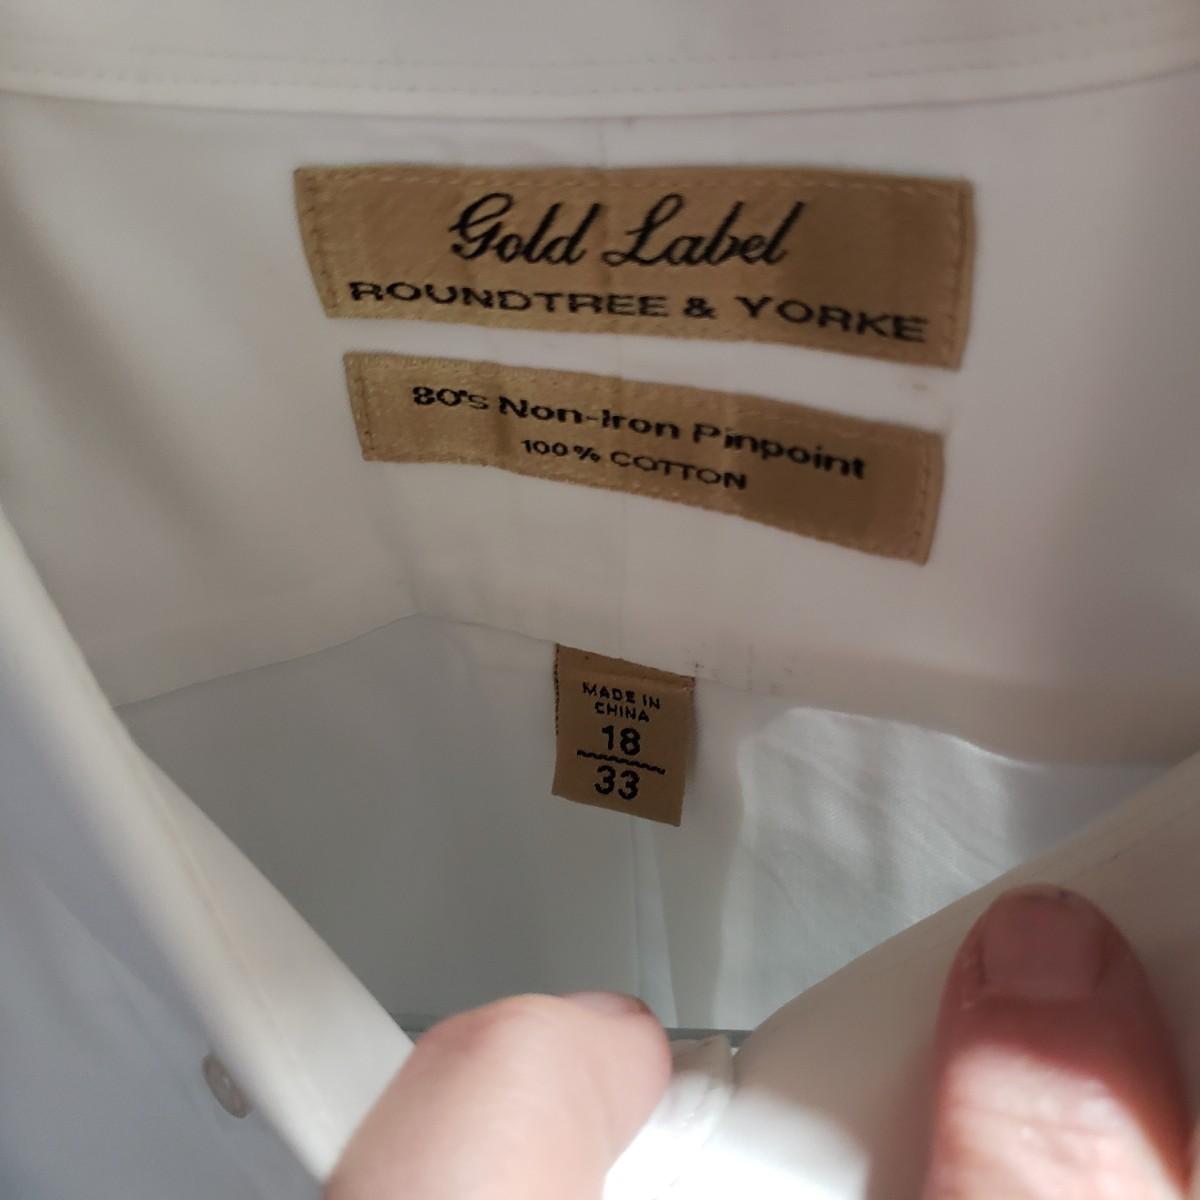 Gold Label
ROUNDTREE & YORKE
80's Non-Iron Pinpoint
100% COTTON
MADE IN
CHINA
18
33